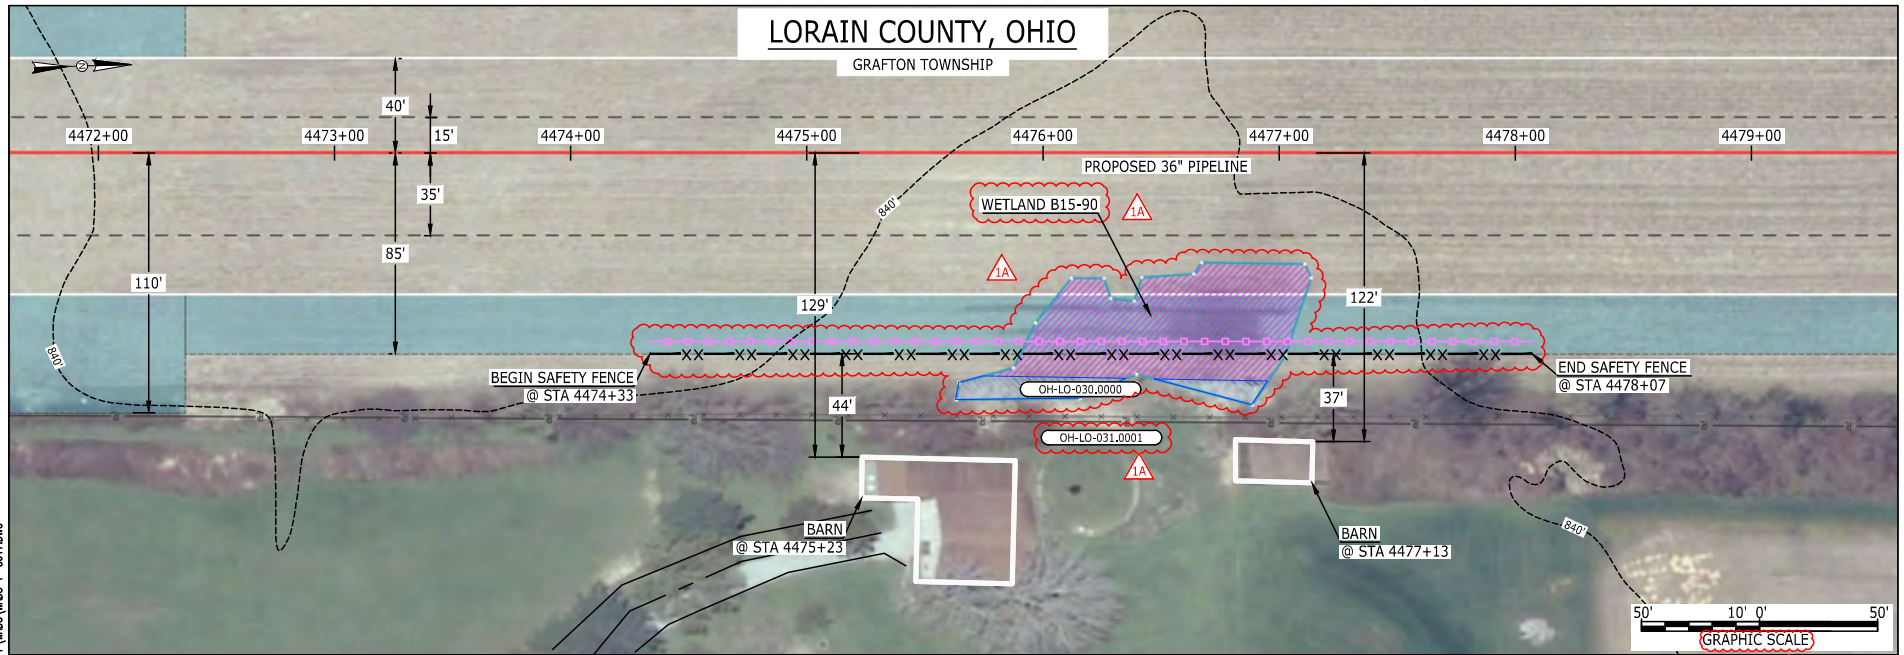 LORAIN COUNTY, OHIO
GRAFTON TOWNSHIP
N
40'
15'
4472+00
4473+00
4474+00
4475+00
4476+00
4477+00
4478+00
4479+00
PROPOSED 36" PIPELINE
35'
WETLAND B15-90
1A
840'
85'
1A
110'
129'
122'
840'
BEGIN SAFETY FENCE
@ STA 4474+33
END SAFETY FENCE
@ STA 4478+07
OH-LO-030.0000
44'
37'
OH-LO-031.0001
1A
BARN
@ STA 4475+23
BARN
@ STA 4477+13
840'
50'
10'
0'
50'
GRAPHIC SCALE